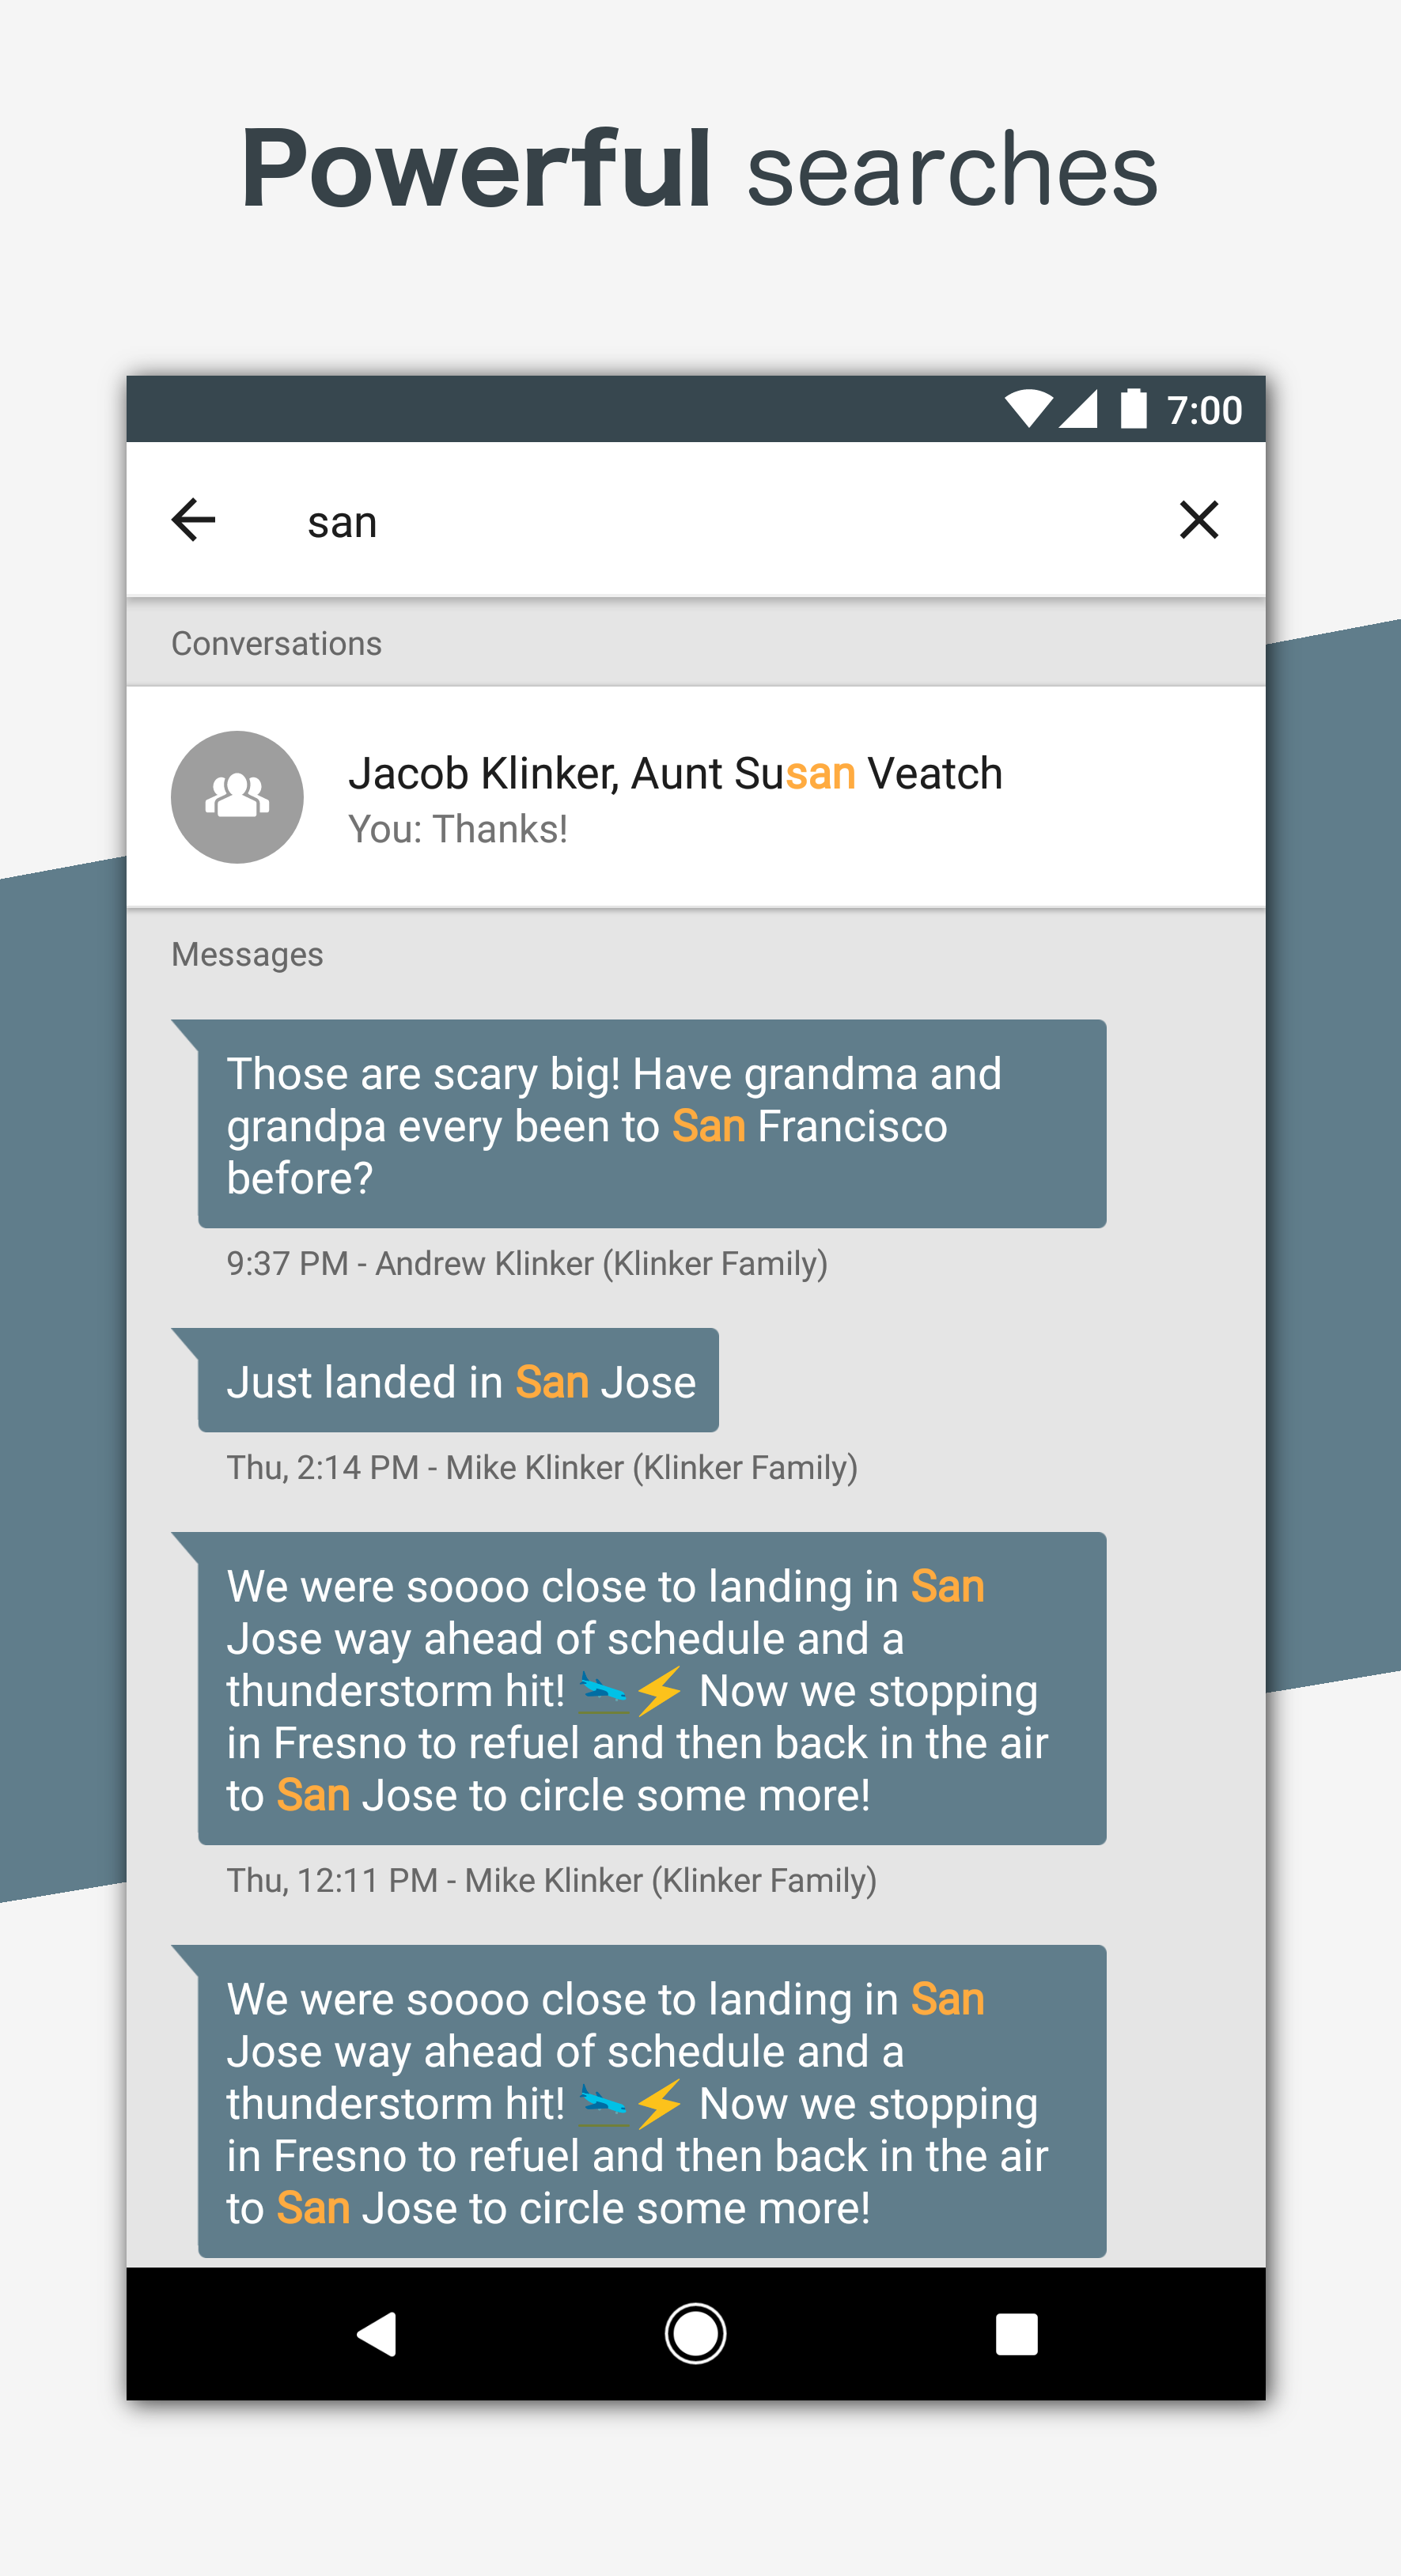 Powerful searches
7:00
san
Conversations
Jacob Klinker, Aunt Susan Veatch
You: Thanks!
Messages
Those are scary big! Have grandma and
grandpa every been to San Francisco
before?
9:37 PM - Andrew Klinker (Klinker Family)
Just landed in San Jose
Thu, 2:14 PM - Mike Klinker (Klinker Family)
We were soooo close to landing in San
Jose way ahead of schedule and a
thunderstorm hit! 🛬⚡ Now we stopping
in Fresno to refuel and then back in the air
to San Jose to circle some more!
Thu, 12:11 PM - Mike Klinker (Klinker Family)
We were soooo close to landing in San
Jose way ahead of schedule and a
thunderstorm hit! 🛬⚡ Now we stopping
in Fresno to refuel and then back in the air
to San Jose to circle some more!